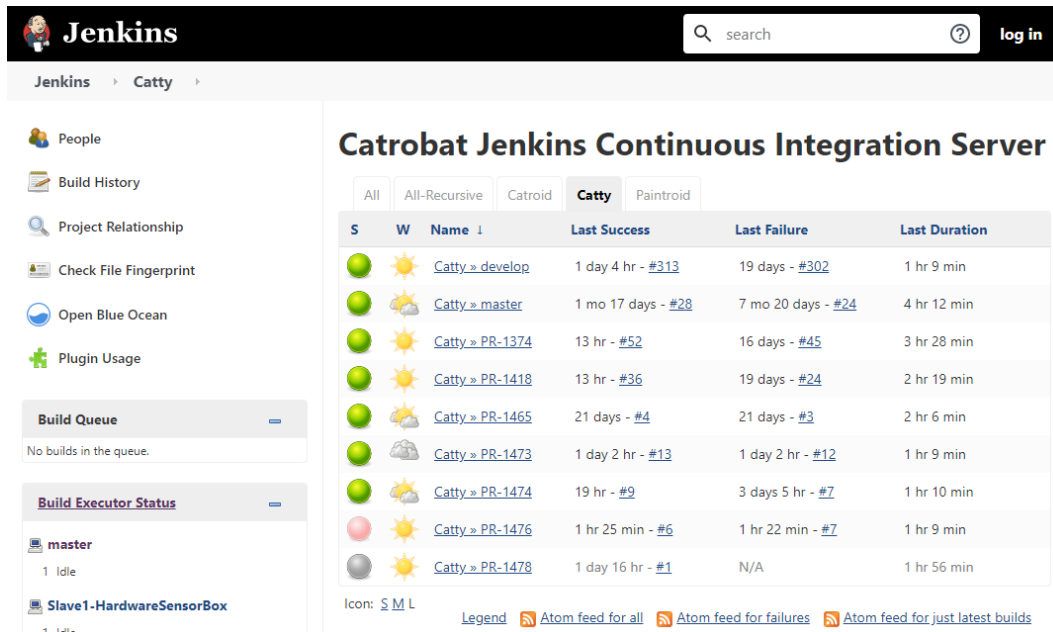 Jenkins
search
log in
Jenkins Catty
People
Build History
Project Relationship
Check File Fingerprint
Open Blue Ocean
Plugin Usage
Build Queue
No builds in the queue.
Build Executor Status
master
1 Idle
Slave1-HardwareSensorBox
1 Idle
Catrobat Jenkins Continuous Integration Server
All All-Recursive Catroid Catty Paintroid
S W Name ↓ Last Success Last Failure Last Duration
Catty » develop 1 day 4 hr - #313 19 days - #302 1 hr 9 min
Catty » master 1 mo 17 days - #28 7 mo 20 days - #24 4 hr 12 min
Catty » PR-1374 13 hr - #52 16 days - #45 3 hr 28 min
Catty » PR-1418 13 hr - #36 19 days - #24 2 hr 19 min
Catty » PR-1465 21 days - #4 21 days - #3 2 hr 6 min
Catty » PR-1473 1 day 2 hr - #13 1 day 2 hr - #12 1 hr 9 min
Catty » PR-1474 19 hr - #9 3 days 5 hr - #7 1 hr 10 min
Catty » PR-1476 1 hr 25 min - #6 1 hr 22 min - #7 1 hr 9 min
Catty » PR-1478 1 day 16 hr - #1 N/A 1 hr 56 min
Icon: S M L
Legend Atom feed for all Atom feed for failures Atom feed for just latest builds